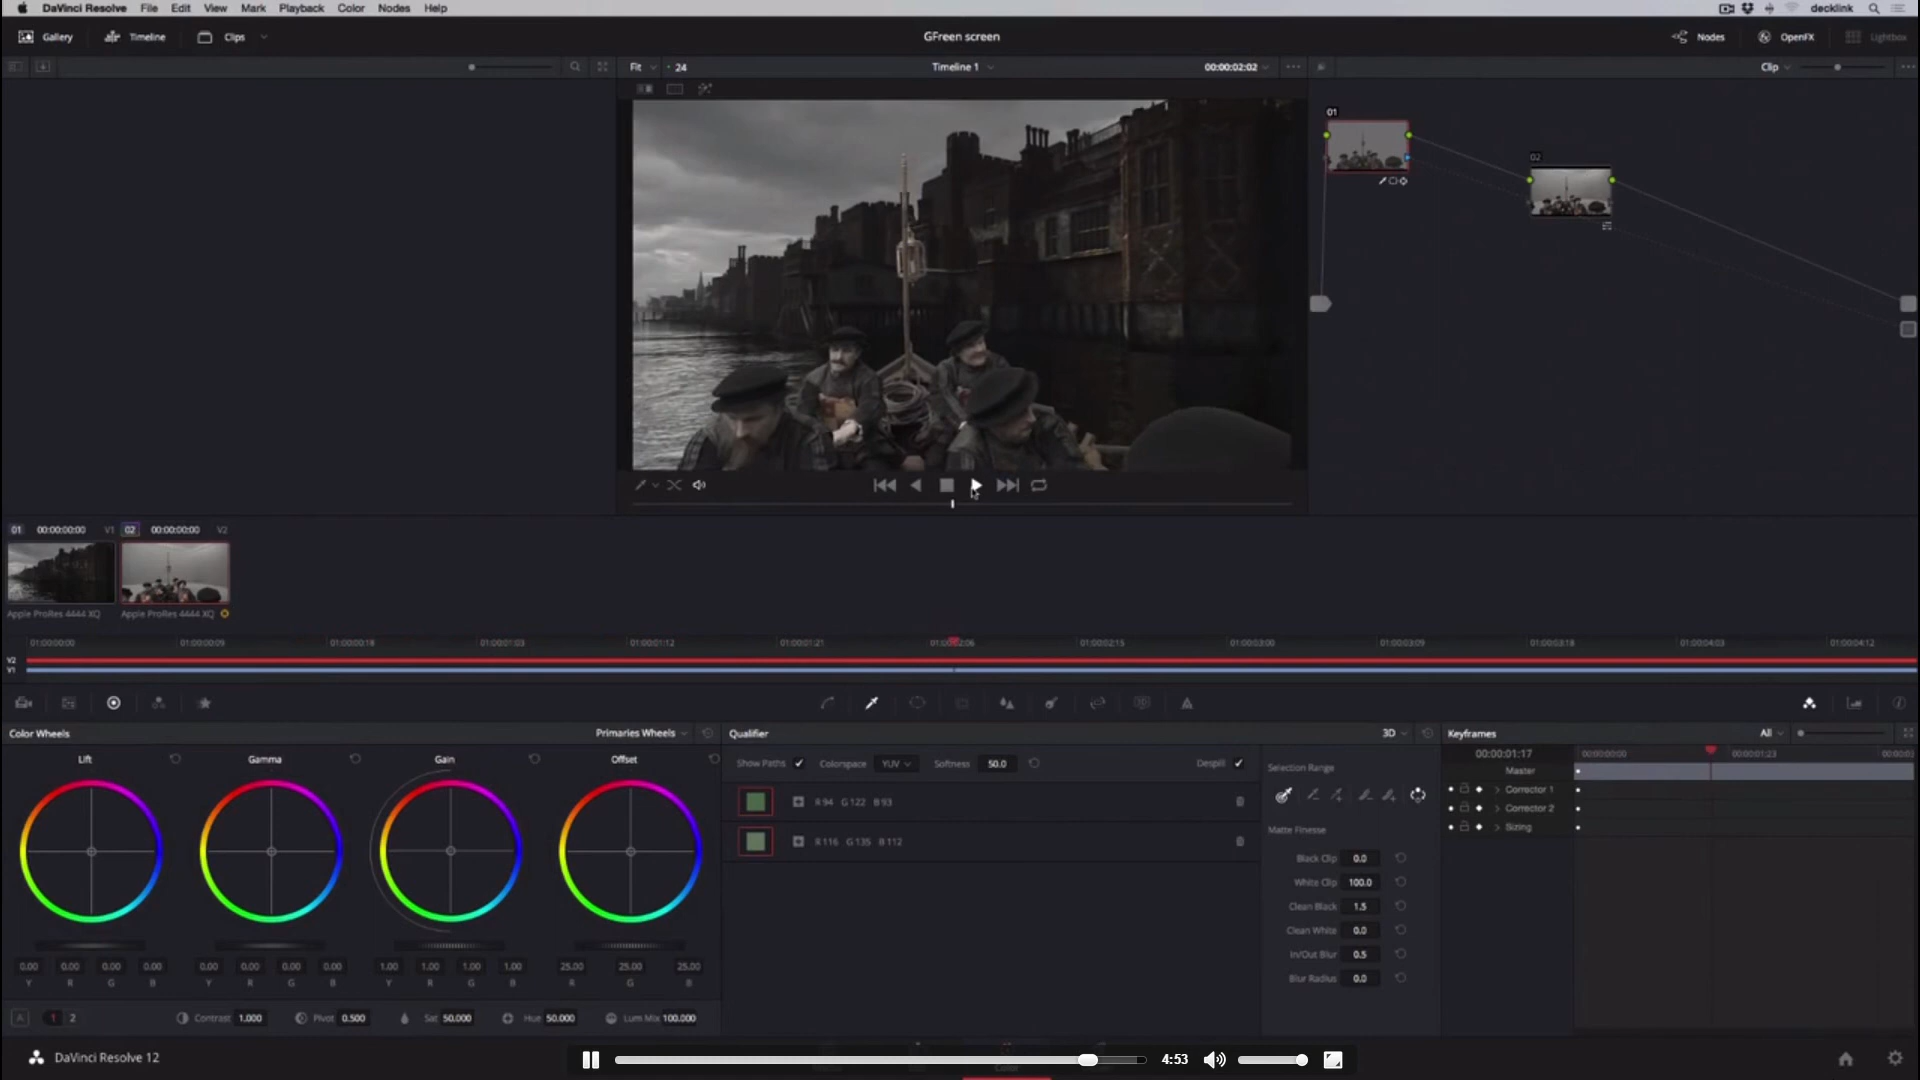 DaVinci Resolve File Edit View Mark Playback Color Nodes Help decklink
Gallery Timeline Clips GFreen screen Nodes OpenFX Lightbox
Fit 24 Timeline 1 00:00:02:02 Clip
01
02
01 00:00:00:00 V1 02 00:00:00:00 V2
Apple ProRes 4444 XQ Apple ProRes 4444 XQ
01:00:00:00 01:00:00:09 01:00:00:18 01:00:01:03 01:00:01:12 01:00:01:21 01:00:02:06 01:00:02:15 01:00:03:00 01:00:03:09 01:00:03:18 01:00:04:03 01:00:04:12
V2
V1
Color Wheels Primaries Wheels Qualifier 3D Keyframes All
Lift Gamma Gain Offset
Show Paths Colorspace YUV Softness 50.0 Despill
Selection Range
00:00:01:17 00:00:00:00 00:00:01:23
Master
Corrector 1
Corrector 2
Sizing
R 94 G 122 B 93
R 116 G 135 B 112
Matte Finesse
Black Clip 0.0
White Clip 100.0
Clean Black 1.5
Clean White 0.0
In/Out Blur 0.5
Blur Radius 0.0
0.00 0.00 0.00 0.00 0.00 0.00 0.00 0.00 1.00 1.00 1.00 1.00 25.00 25.00 25.00
Y R G B Y R G B Y R G B R G B
A 1 2 Contrast 1.000 Pivot 0.500 Sat 50.000 Hue 50.000 Lum Mix 100.000
DaVinci Resolve 12
4:53
Color